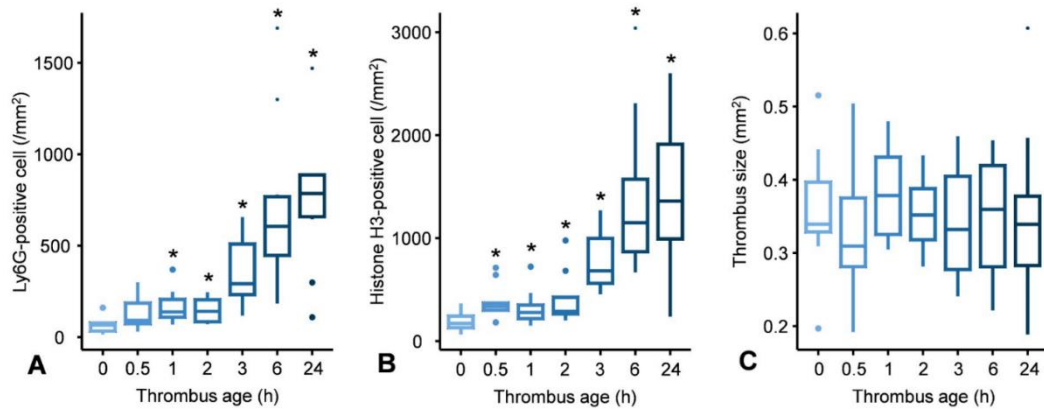 Ly6G-positive cell (/mm²)
1500
1000
500
0
* * * * *
0 0.5 1 2 3 6 24
Thrombus age (h)
A
Histone H3-positive cell (/mm²)
3000
2000
1000
0
* * * * * *
0 0.5 1 2 3 6 24
Thrombus age (h)
B
Thrombus size (mm²)
0.6
0.5
0.4
0.3
0.2
0 0.5 1 2 3 6 24
Thrombus age (h)
C